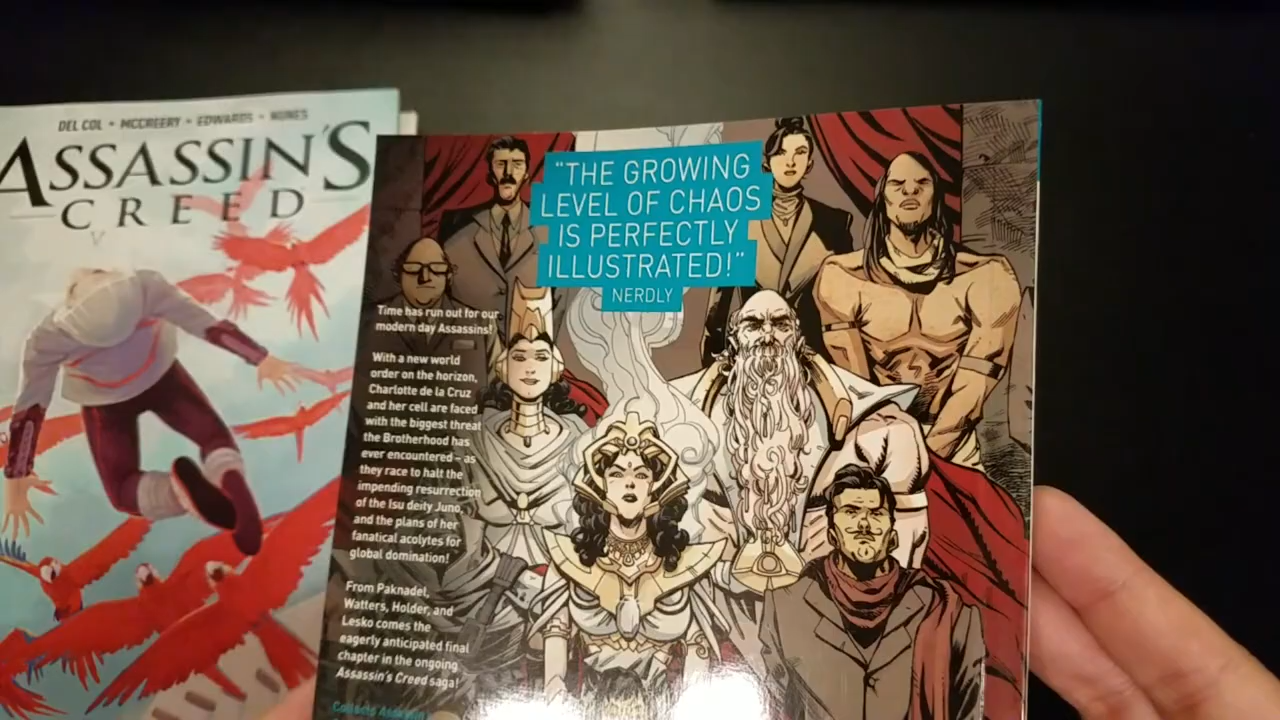 DEL COL + MCCREERY + EDWARDS + NUNES
ASSASSIN'S
CREED
V
"THE GROWING
LEVEL OF CHAOS
IS PERFECTLY
ILLUSTRATED!"
NERDLY
Time has run out for our
modern day Assassins!
With a new world
order on the horizon,
Charlotte de la Cruz
and her cell are faced
with the biggest threat
the Brotherhood has
ever encountered – as
they race to halt the
impending resurrection
of the Isu deity Juno,
and the plans of her
fanatical acolytes for
global domination!
From Paknadel,
Watters, Holder, and
Lesko comes the
eagerly anticipated final
chapter in the ongoing
Assassin's Creed saga!
Collects Assassin